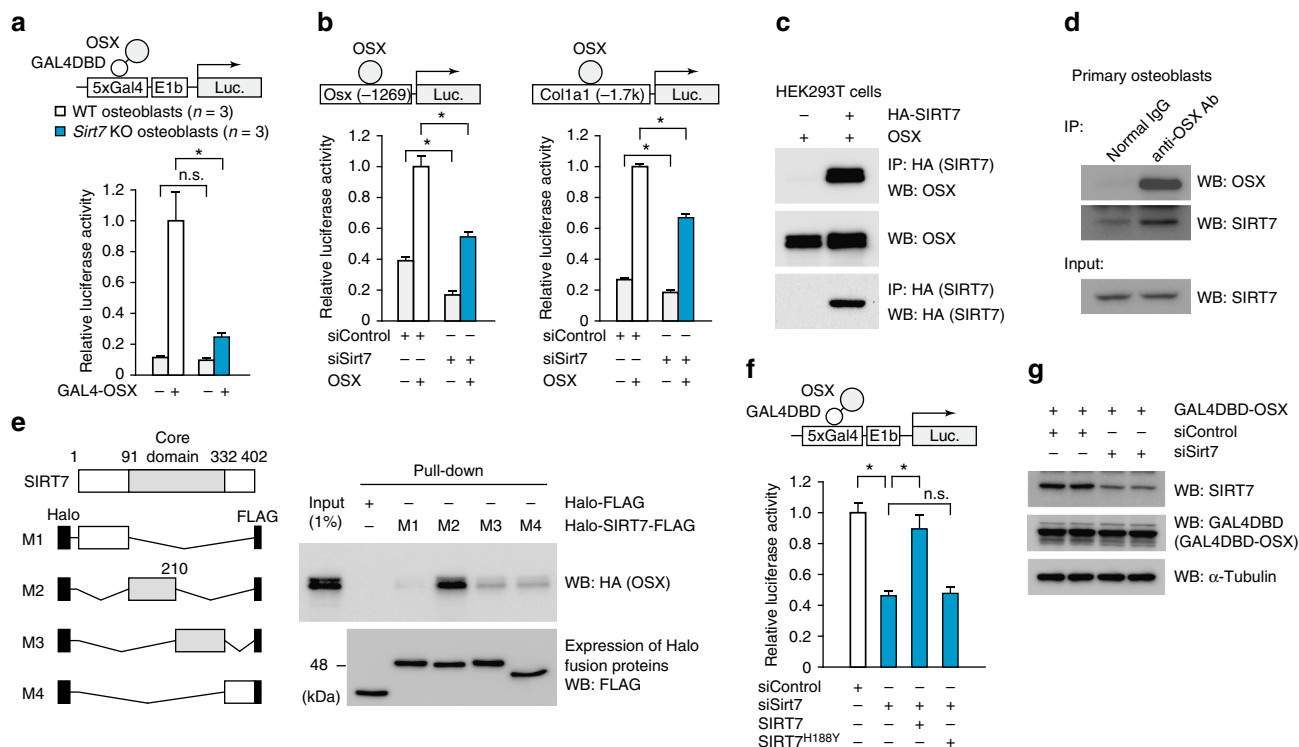 a
OSX
GAL4DBD
5xGal4 E1b Luc.
WT osteoblasts (n = 3)
Sirt7 KO osteoblasts (n = 3)
*
n.s.
Relative luciferase activity
1.2
1.0
0.8
0.6
0.4
0.2
0
GAL4-OSX – + – +
b
OSX
Osx (–1269) Luc.
*
*
Relative luciferase activity
1.2
1.0
0.8
0.6
0.4
0.2
0
siControl + + – –
siSirt7 – – + +
OSX – + – +
OSX
Col1a1 (–1.7k) Luc.
*
*
Relative luciferase activity
1.2
1.0
0.8
0.6
0.4
0.2
0
+ + – –
– – + +
– + – +
siControl
siSirt7
OSX
c
HEK293T cells
– + HA-SIRT7
+ + OSX
IP: HA (SIRT7)
WB: OSX
WB: OSX
IP: HA (SIRT7)
WB: HA (SIRT7)
d
Primary osteoblasts
IP:
Normal IgG
anti-OSX Ab
WB: OSX
WB: SIRT7
Input:
WB: SIRT7
e
Core
domain
1 91 332 402
SIRT7
Halo FLAG
M1
210
M2
M3
M4
Pull-down
Input
(1%)
+ – – – – Halo-FLAG
– M1 M2 M3 M4 Halo-SIRT7-FLAG
WB: HA (OSX)
48 –
(kDa)
Expression of Halo
fusion proteins
WB: FLAG
f
OSX
GAL4DBD
5xGal4 E1b Luc.
* *
n.s.
Relative luciferase activity
1.2
1.0
0.8
0.6
0.4
0.2
0
siControl + – – –
siSirt7 – + + +
SIRT7 – – + –
SIRT7H188Y – – – +
g
+ + + + GAL4DBD-OSX
+ + – – siControl
– – + + siSirt7
WB: SIRT7
WB: GAL4DBD
(GAL4DBD-OSX)
WB: α-Tubulin